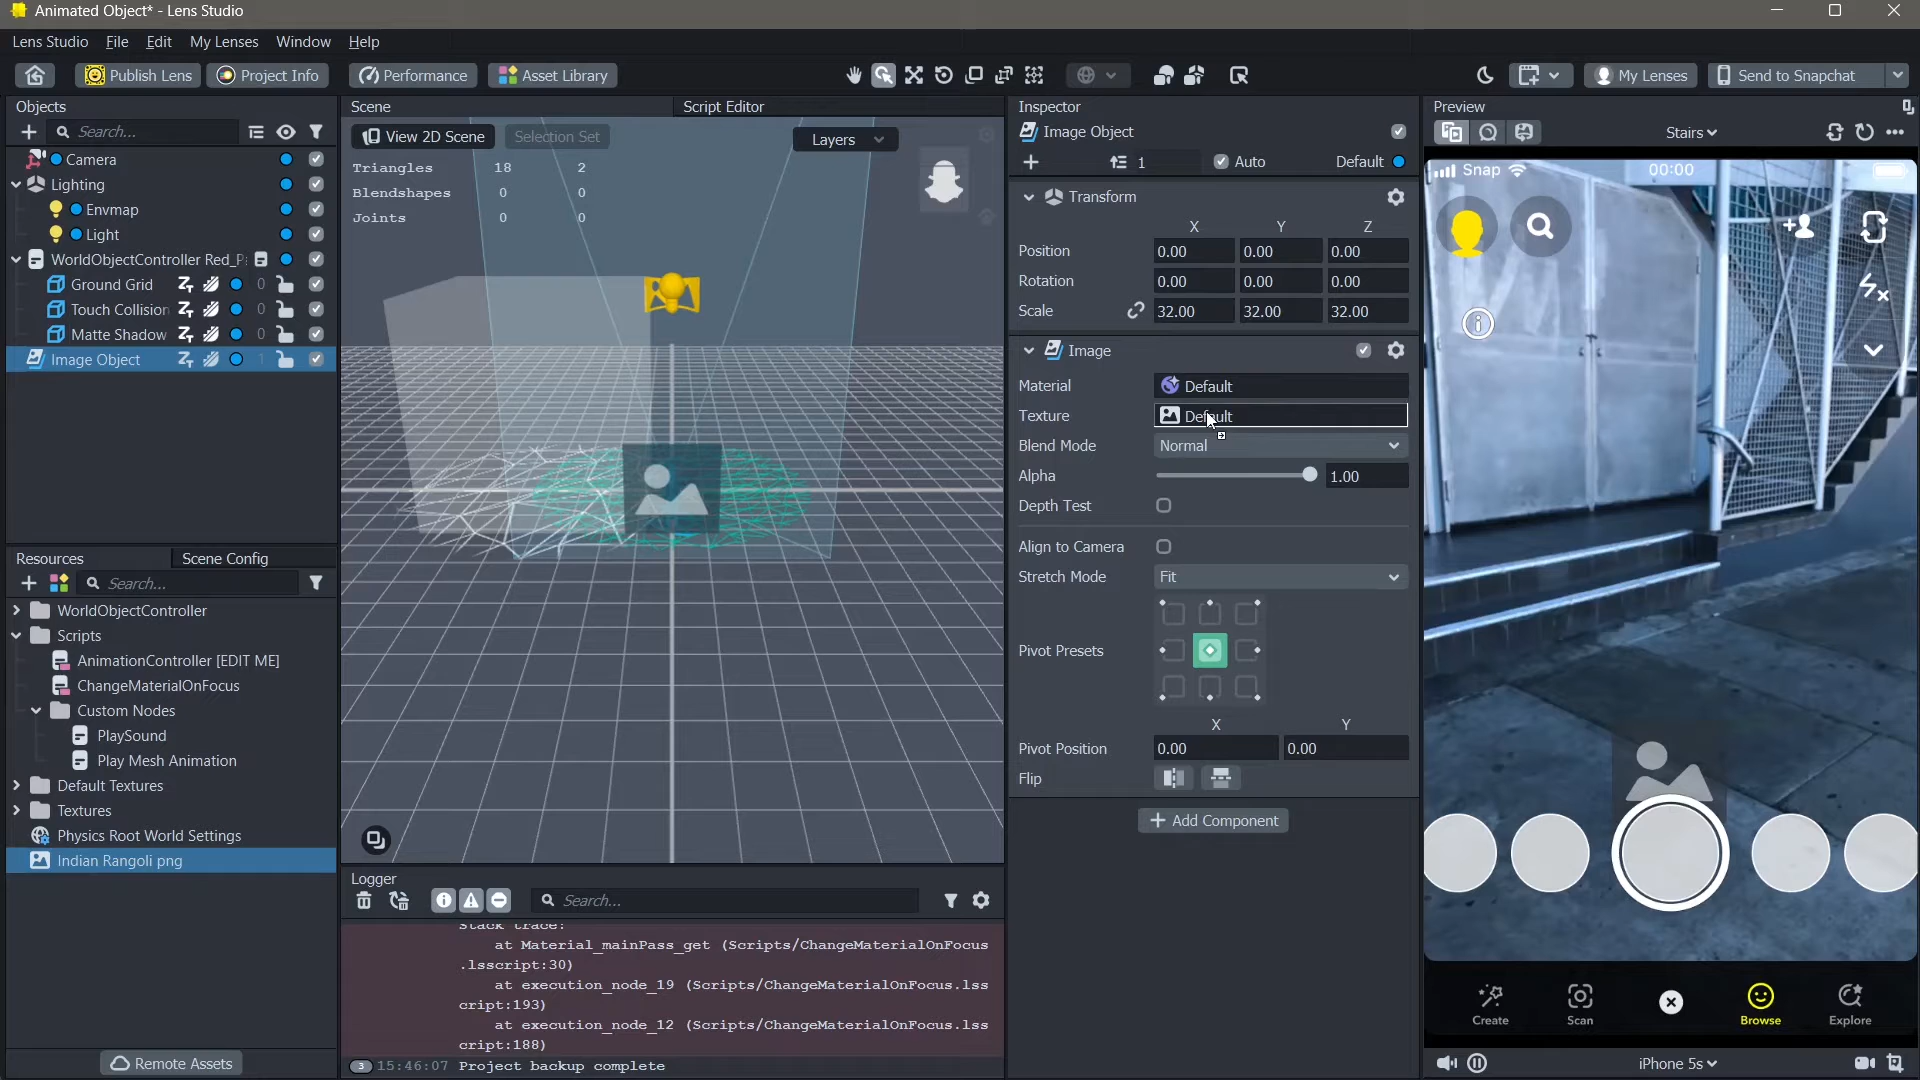 Animated Object* - Lens Studio
Lens Studio File Edit My Lenses Window Help
Publish Lens Project Info Performance Asset Library My Lenses Send to Snapchat
Objects
Search...
Camera
Lighting
Envmap
Light
WorldObjectController Red_P
Ground Grid 0
Touch Collision 0
Matte Shadow 0
Image Object 1
Resources Scene Config
Search...
WorldObjectController
Scripts
AnimationController [EDIT ME]
ChangeMaterialOnFocus
Custom Nodes
PlaySound
Play Mesh Animation
Default Textures
Textures
Physics Root World Settings
Indian Rangoli png
Remote Assets
Scene Script Editor
View 2D Scene Selection Set Layers
Triangles 18 2
Blendshapes 0 0
Joints 0 0
Logger
Search...
Stack trace:
at Material_mainPass_get (Scripts/ChangeMaterialOnFocus
.lsscript:30)
at execution_node_19 (Scripts/ChangeMaterialOnFocus.lss
cript:193)
at execution_node_12 (Scripts/ChangeMaterialOnFocus.lss
cript:188)
3 15:46:07 Project backup complete
Inspector
Image Object
1 Auto Default
Transform
X Y Z
Position 0.00 0.00 0.00
Rotation 0.00 0.00 0.00
Scale 32.00 32.00 32.00
Image
Material Default
Texture Default
Blend Mode Normal
Alpha 1.00
Depth Test
Align to Camera
Stretch Mode Fit
Pivot Presets
X Y
Pivot Position 0.00 0.00
Flip
+ Add Component
Preview
Stairs
Snap 00:00
Create Scan Browse Explore
iPhone 5s